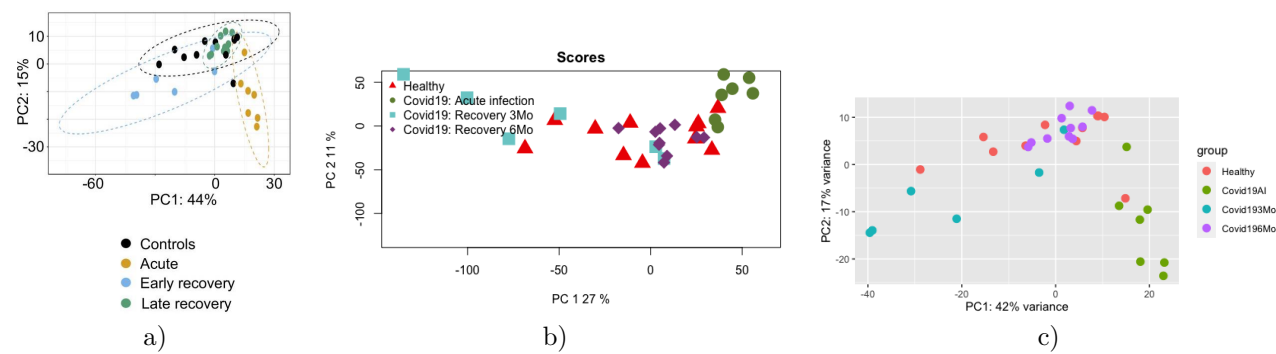 10
0
-30
PC2: 15%
-60
0
30
PC1: 44%
Controls
Acute
Early recovery
Late recovery
a)
Scores
Healthy
Covid19: Acute infection
Covid19: Recovery 3Mo
Covid19: Recovery 6Mo
50
0
-100
PC 2 11 %
-100
-50
0
50
PC 1 27 %
b)
10
0
-10
-20
PC2: 17% variance
-40
-20
0
20
PC1: 42% variance
group
Healthy
Covid19AI
Covid193Mo
Covid196Mo
c)